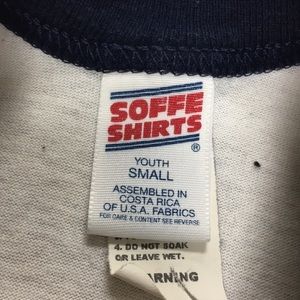 SOFFE
SHIRTS
®
YOUTH
SMALL
ASSEMBLED IN
COSTA RICA
OF U.S.A. FABRICS
FOR CARE & CONTENT SEE REVERSE
4. DO NOT SOAK
OR LEAVE WET.
ARNING